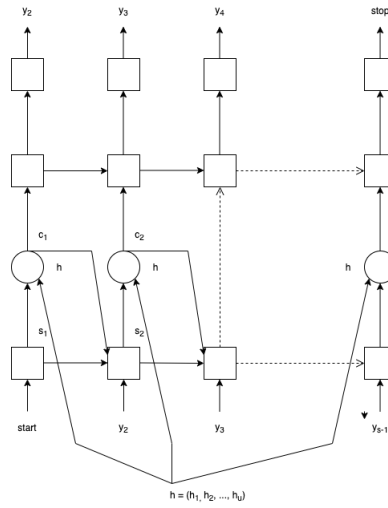 y₂ y₃ y₄ stop
c₁ c₂
h h h
s₁ s₂
start y₂ y₃ yₛ₋₁
h = (h₁, h₂, ..., hᵤ)